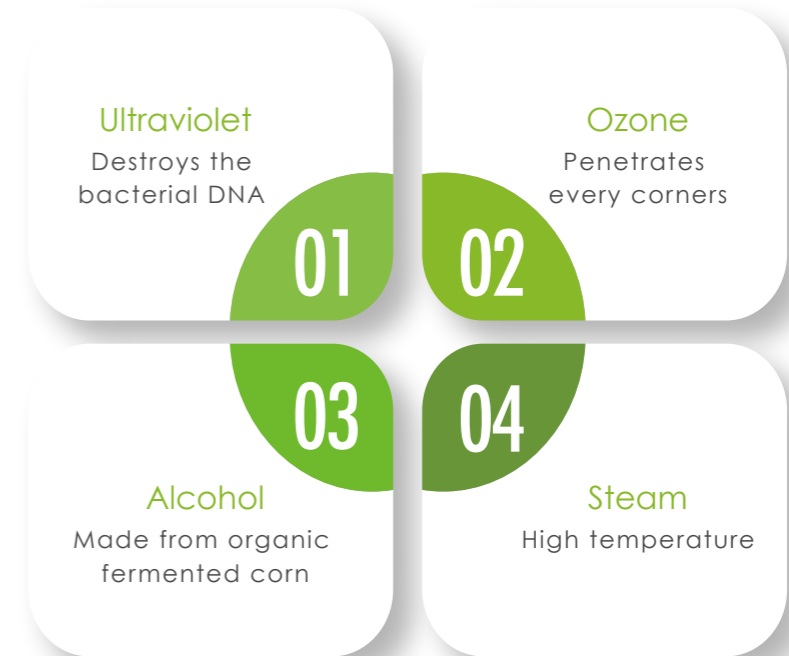 Ultraviolet
Destroys the
bacterial DNA
01
Ozone
Penetrates
every corners
02
03
Alcohol
Made from organic
fermented corn
04
Steam
High temperature